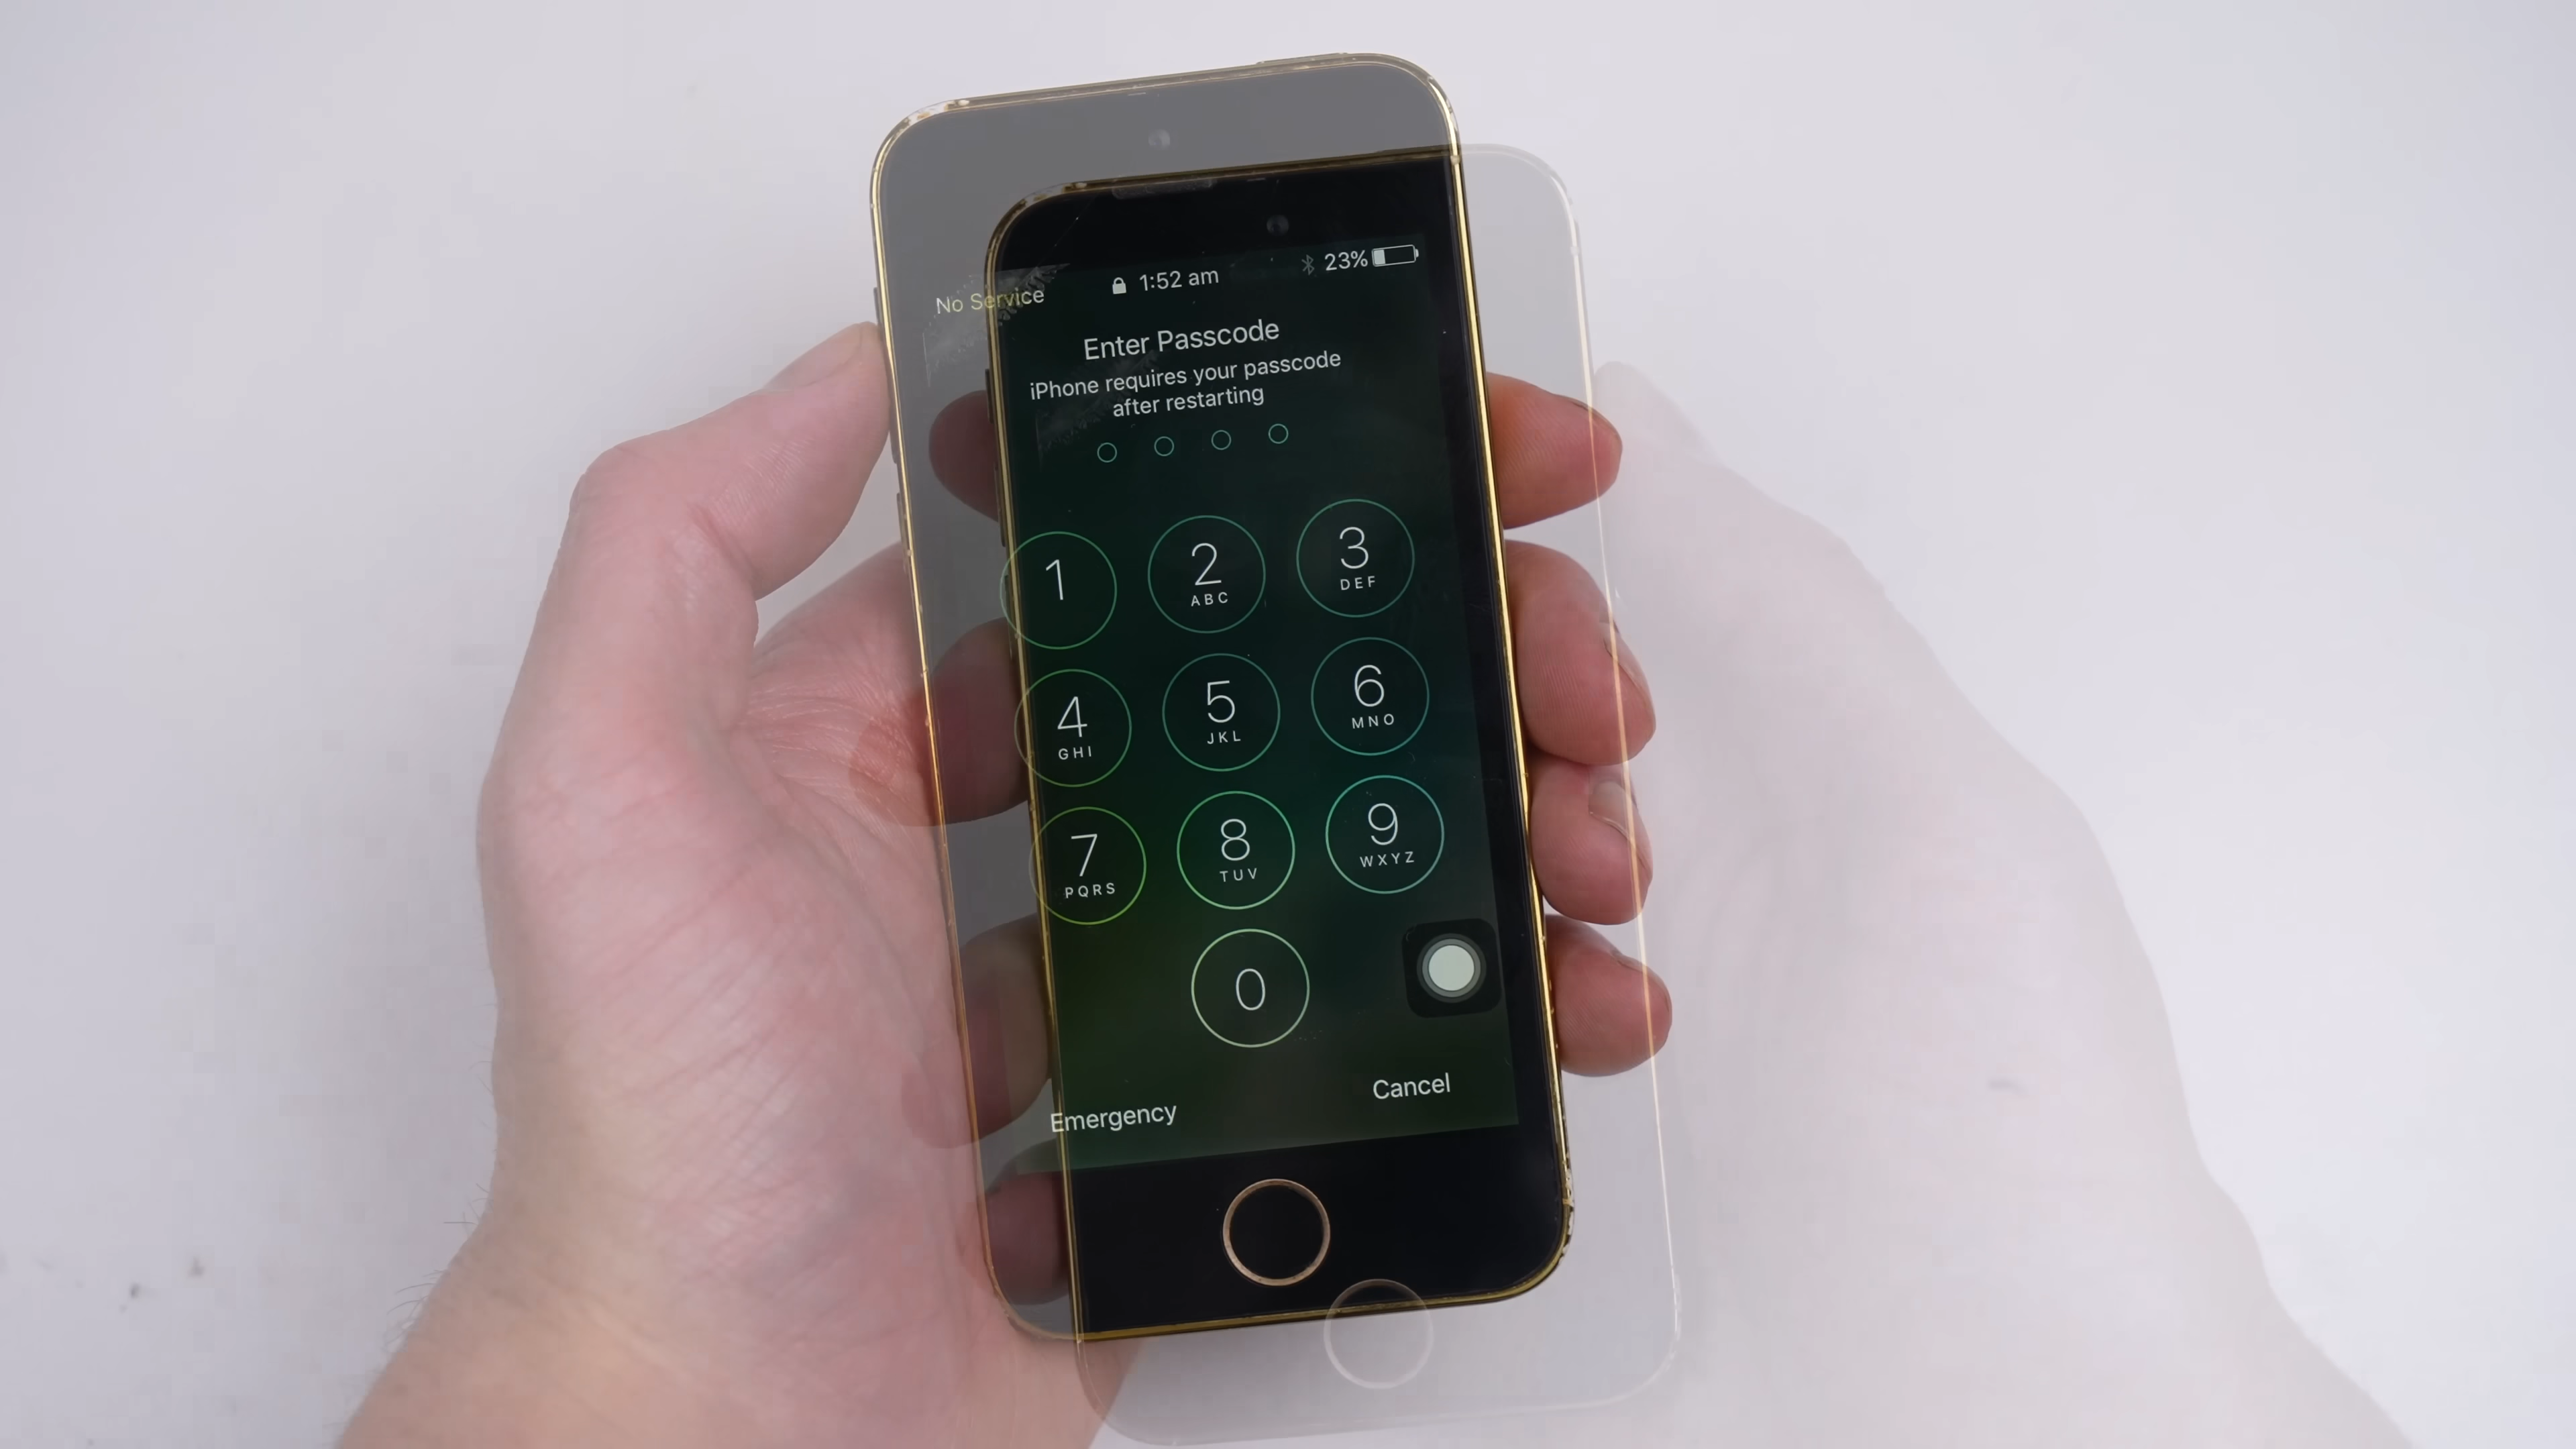 No Service 1:52 am 23%
Enter Passcode
iPhone requires your passcode
after restarting
1 2 3
ABC DEF
4 5 6
GHI JKL MNO
7 8 9
PQRS TUV WXYZ
0
Emergency Cancel